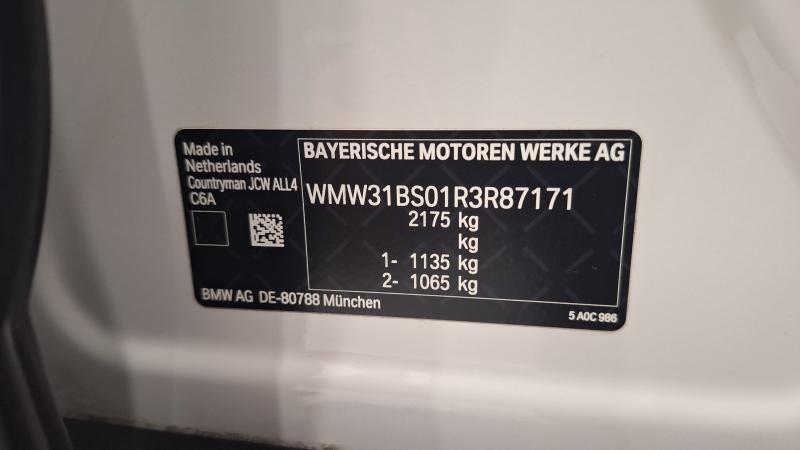 Made in
Netherlands
Countryman JCW ALL4
C6A
BAYERISCHE MOTOREN WERKE AG
WMW31BS01R3R87171
2175 kg
kg
1- 1135 kg
2- 1065 kg
BMW AG DE-80788 München
5 A0C 986